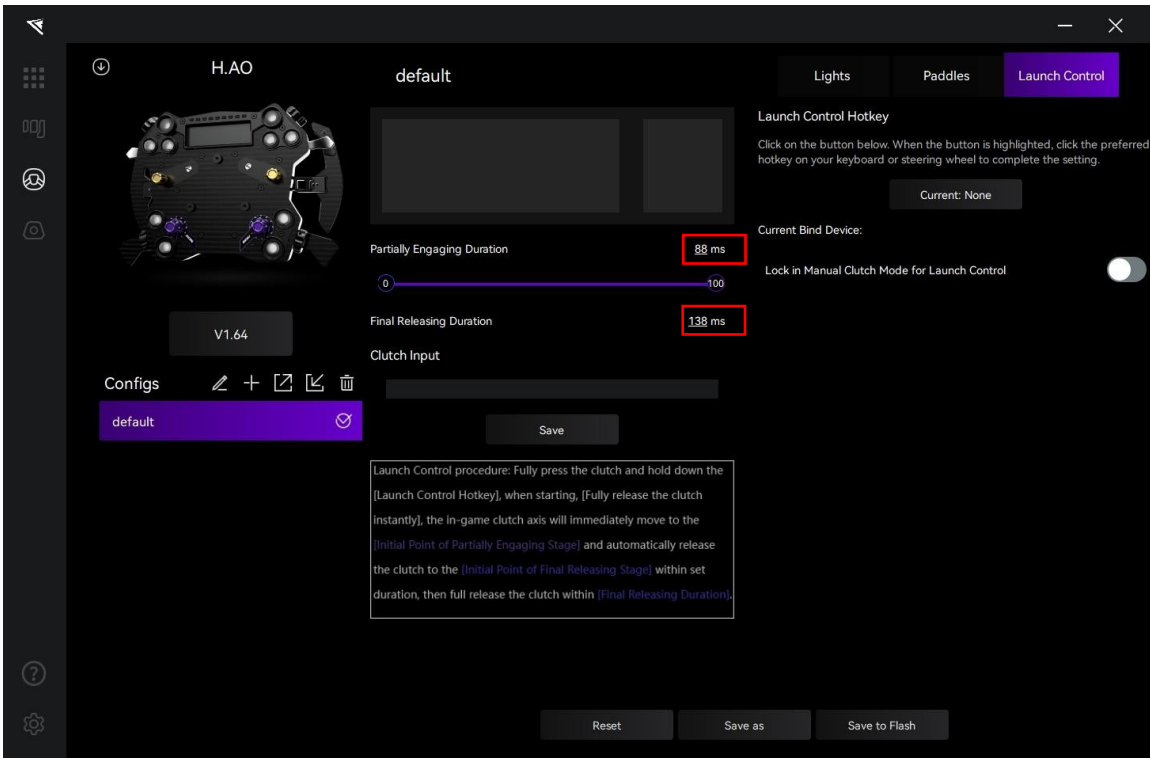 H.AO
default
Lights
Paddles
Launch Control
Launch Control Hotkey
Click on the button below. When the button is highlighted, click the preferred
hotkey on your keyboard or steering wheel to complete the setting.
Current: None
Current Bind Device:
Lock in Manual Clutch Mode for Launch Control
Partially Engaging Duration
88 ms
0
100
Final Releasing Duration
138 ms
Clutch Input
Save
V1.64
Configs
default
Launch Control procedure: Fully press the clutch and hold down the
[Launch Control Hotkey], when starting, [Fully release the clutch
instantly], the in-game clutch axis will immediately move to the
[Initial Point of Partially Engaging Stage] and automatically release
the clutch to the [Initial Point of Final Releasing Stage] within set
duration, then full release the clutch within [Final Releasing Duration].
Reset
Save as
Save to Flash